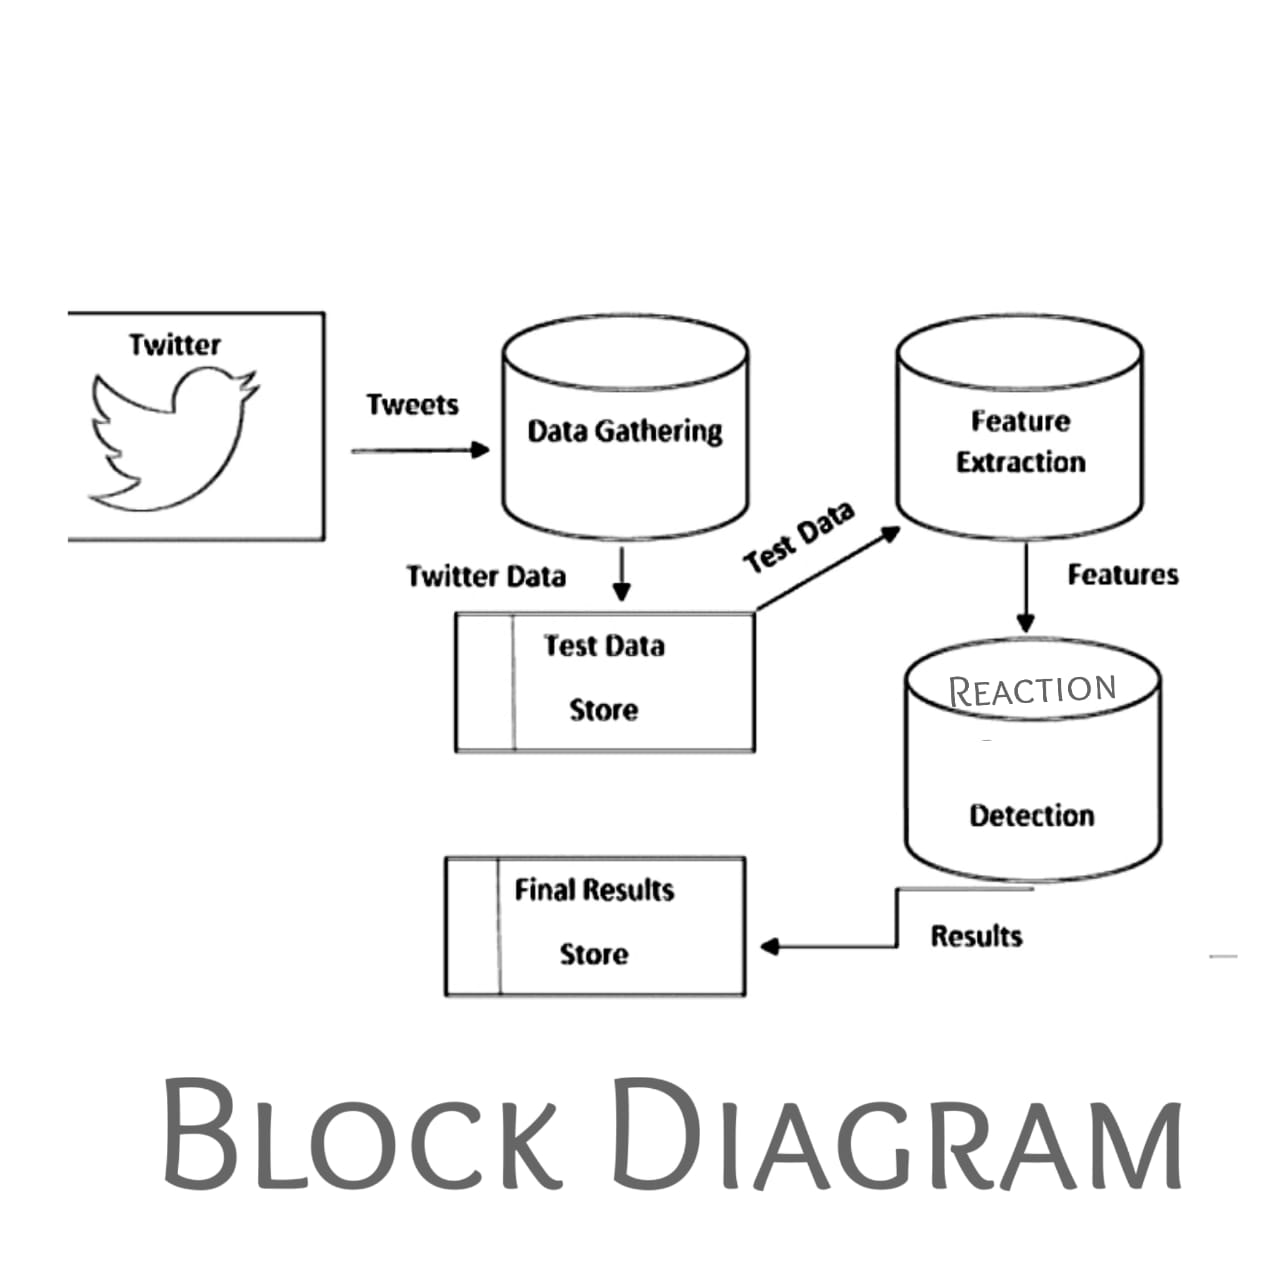 Twitter
Tweets
Data Gathering
Feature
Extraction
Test Data
Twitter Data
Features
Test Data
Store
REACTION
Detection
Final Results
Store
Results
BLOCK DIAGRAM